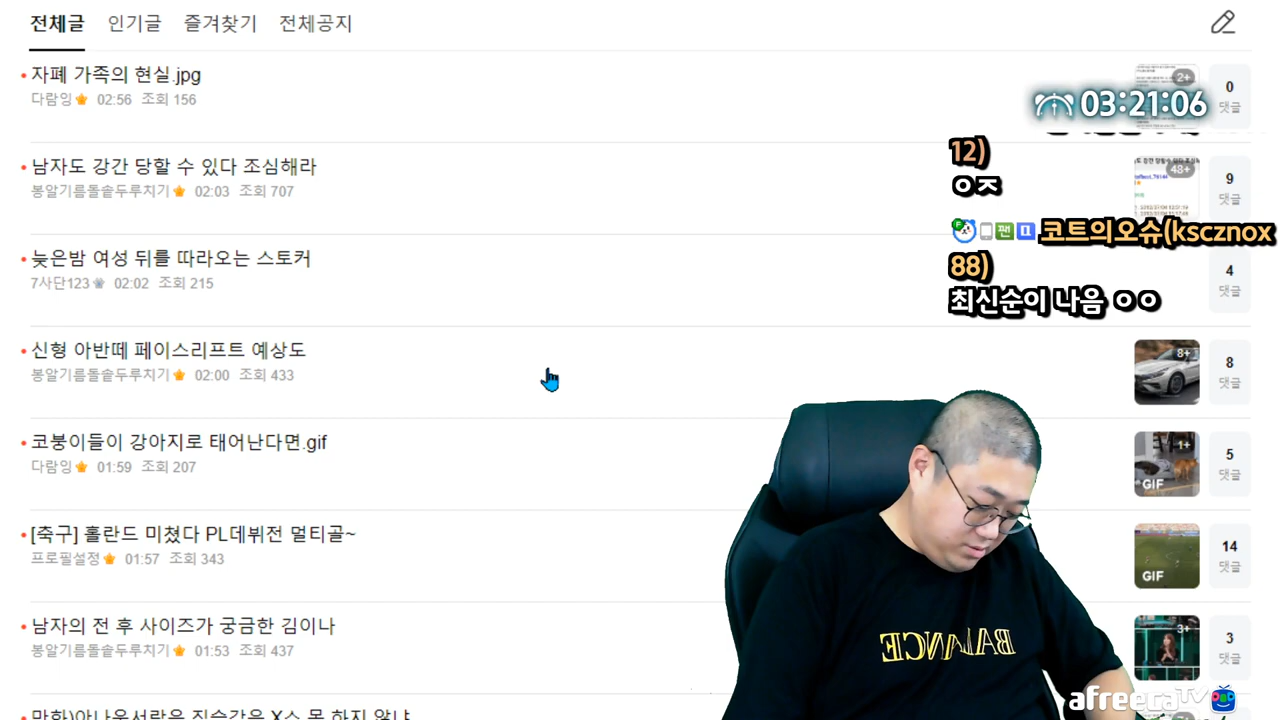 전체글 인기글 즐겨찾기 전체공지
자폐 가족의 현실.jpg
다람잉 02:56 조회 156
2+
0
댓글
03:21:06
남자도 강간 당할 수 있다 조심해라
봉알기름돌솥두루치기 02:03 조회 707
48+
9
댓글
12)
ㅇㅈ
팬 코트의오슈(kscznox
88)
최신순이 나음 ㅇㅇ
늦은밤 여성 뒤를 따라오는 스토커
7사단123 02:02 조회 215
4
댓글
신형 아반떼 페이스리프트 예상도
봉알기름돌솥두루치기 02:00 조회 433
8+
8
댓글
코봉이들이 강아지로 태어난다면.gif
다람잉 01:59 조회 207
1+
GIF
5
댓글
[축구] 홀란드 미쳤다 PL데뷔전 멀티골~
프로필설정 01:57 조회 343
GIF
14
댓글
남자의 전 후 사이즈가 궁금한 김이나
봉알기름돌솥두루치기 01:53 조회 437
3+
3
댓글
BALANCE
afreecaTV